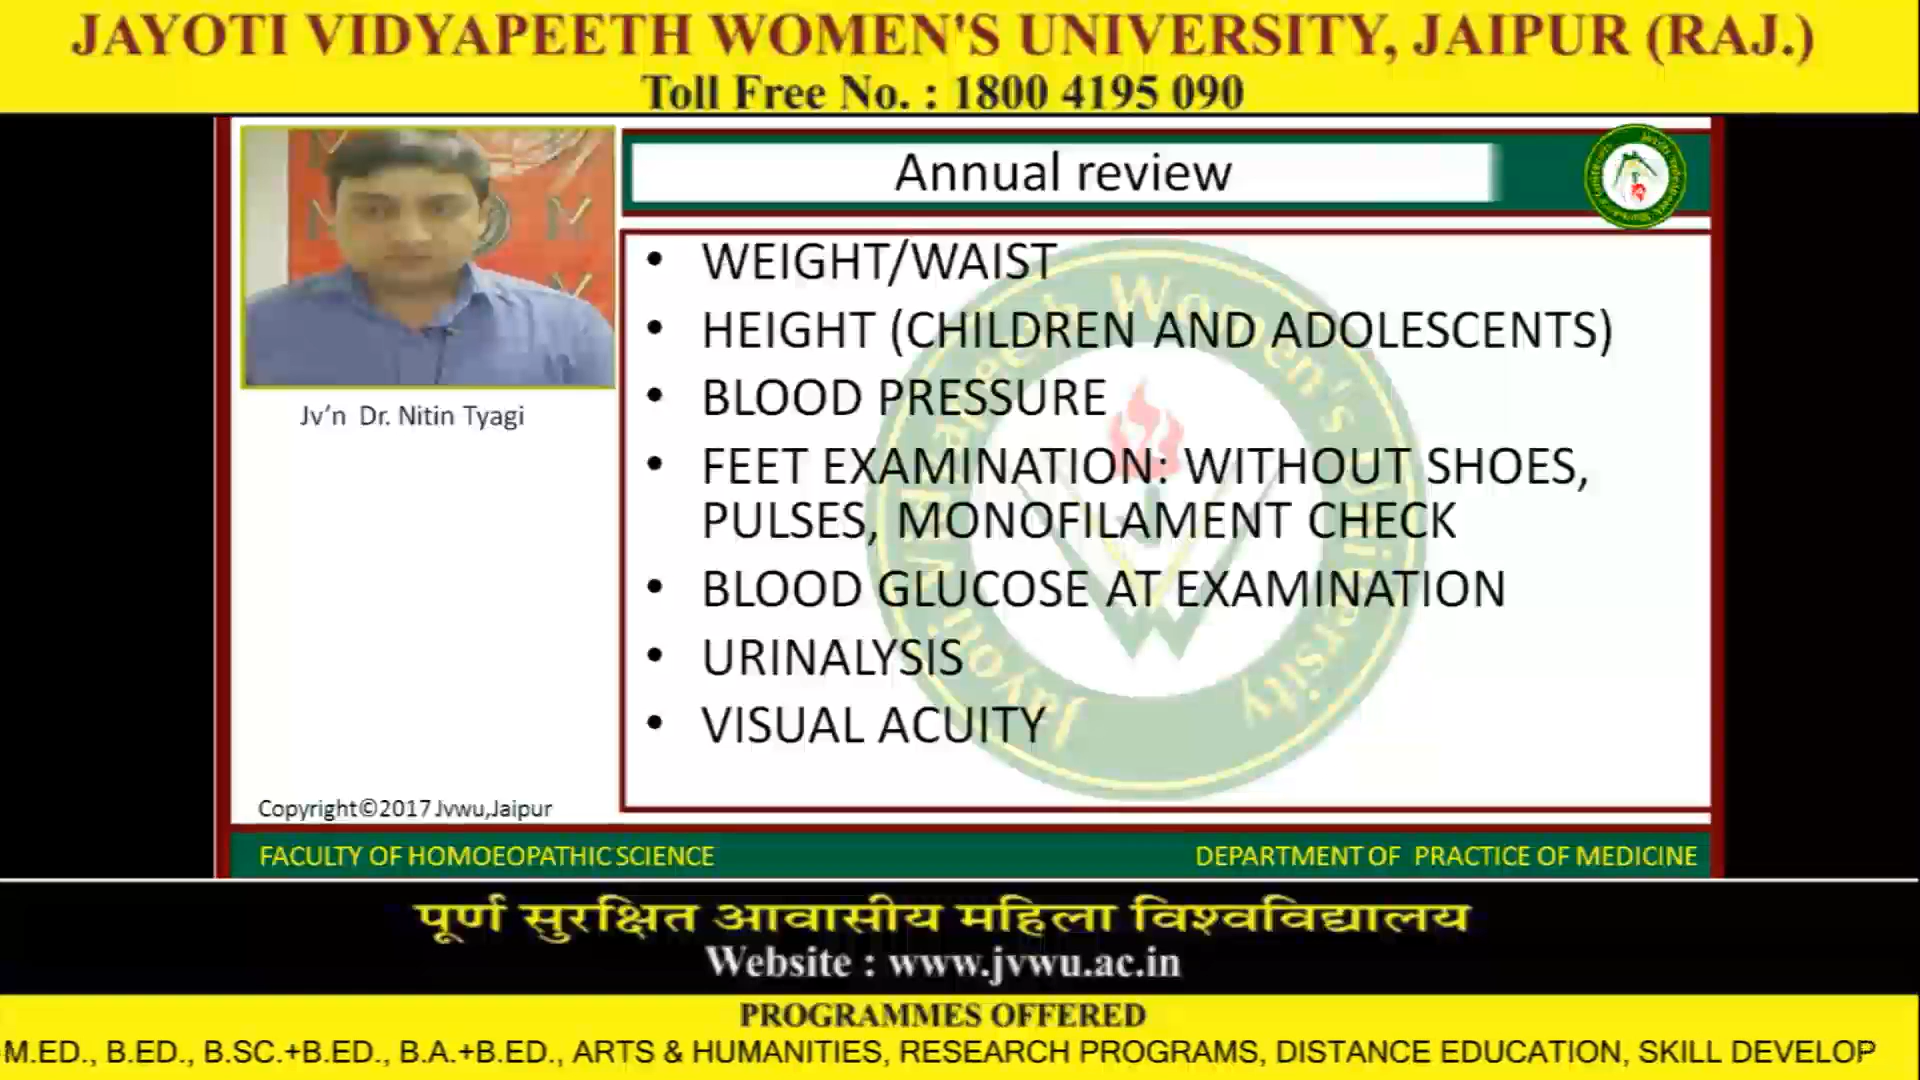 JAYOTI VIDYAPEETH WOMEN'S UNIVERSITY, JAIPUR (RAJ.)
Toll Free No. : 1800 4195 090
Annual review
• WEIGHT/WAIST
• HEIGHT (CHILDREN AND ADOLESCENTS)
• BLOOD PRESSURE
• FEET EXAMINATION: WITHOUT SHOES,
PULSES, MONOFILAMENT CHECK
• BLOOD GLUCOSE AT EXAMINATION
• URINALYSIS
• VISUAL ACUITY
Jv'n Dr. Nitin Tyagi
Copyright©2017 Jvwu,Jaipur
FACULTY OF HOMOEOPATHIC SCIENCE
DEPARTMENT OF PRACTICE OF MEDICINE
पूर्ण सुरक्षित आवासीय महिला विश्वविद्यालय
Website : www.jvwu.ac.in
PROGRAMMES OFFERED
M.ED., B.ED., B.SC.+B.ED., B.A.+B.ED., ARTS & HUMANITIES, RESEARCH PROGRAMS, DISTANCE EDUCATION, SKILL DEVELOP